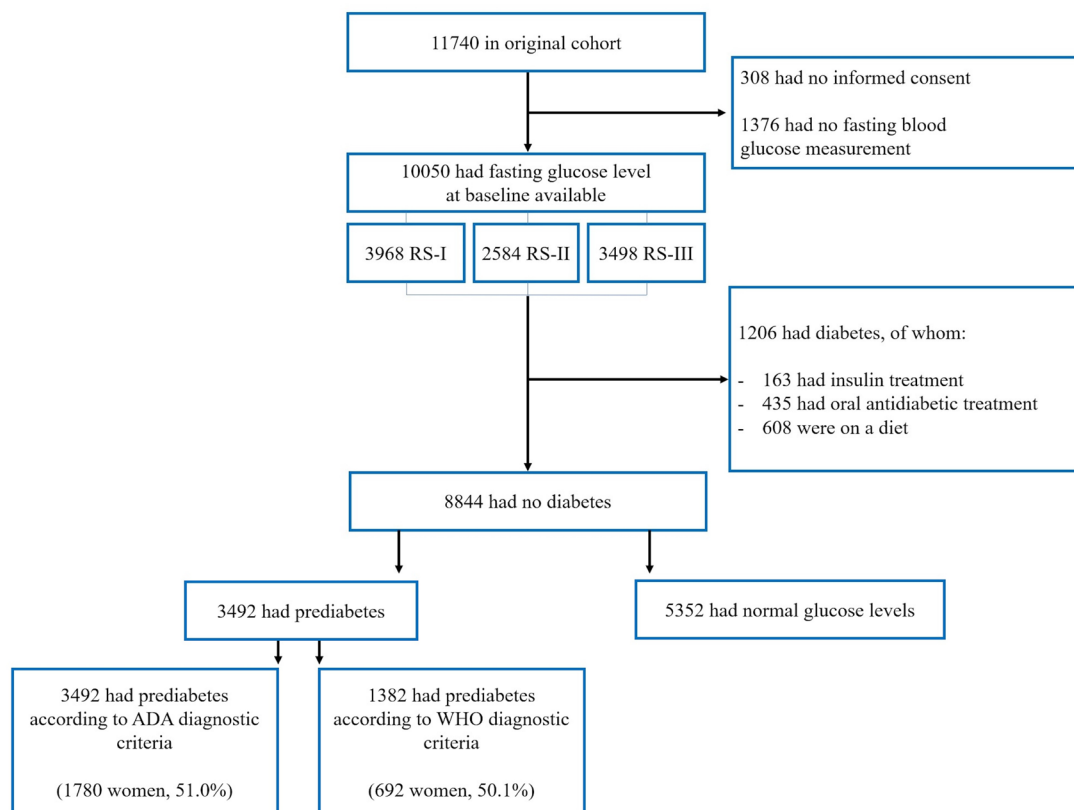 11740 in original cohort
308 had no informed consent
1376 had no fasting blood
glucose measurement
10050 had fasting glucose level
at baseline available
3968 RS-I
2584 RS-II
3498 RS-III
1206 had diabetes, of whom:
- 163 had insulin treatment
- 435 had oral antidiabetic treatment
- 608 were on a diet
8844 had no diabetes
3492 had prediabetes
5352 had normal glucose levels
3492 had prediabetes
according to ADA diagnostic
criteria
(1780 women, 51.0%)
1382 had prediabetes
according to WHO diagnostic
criteria
(692 women, 50.1%)